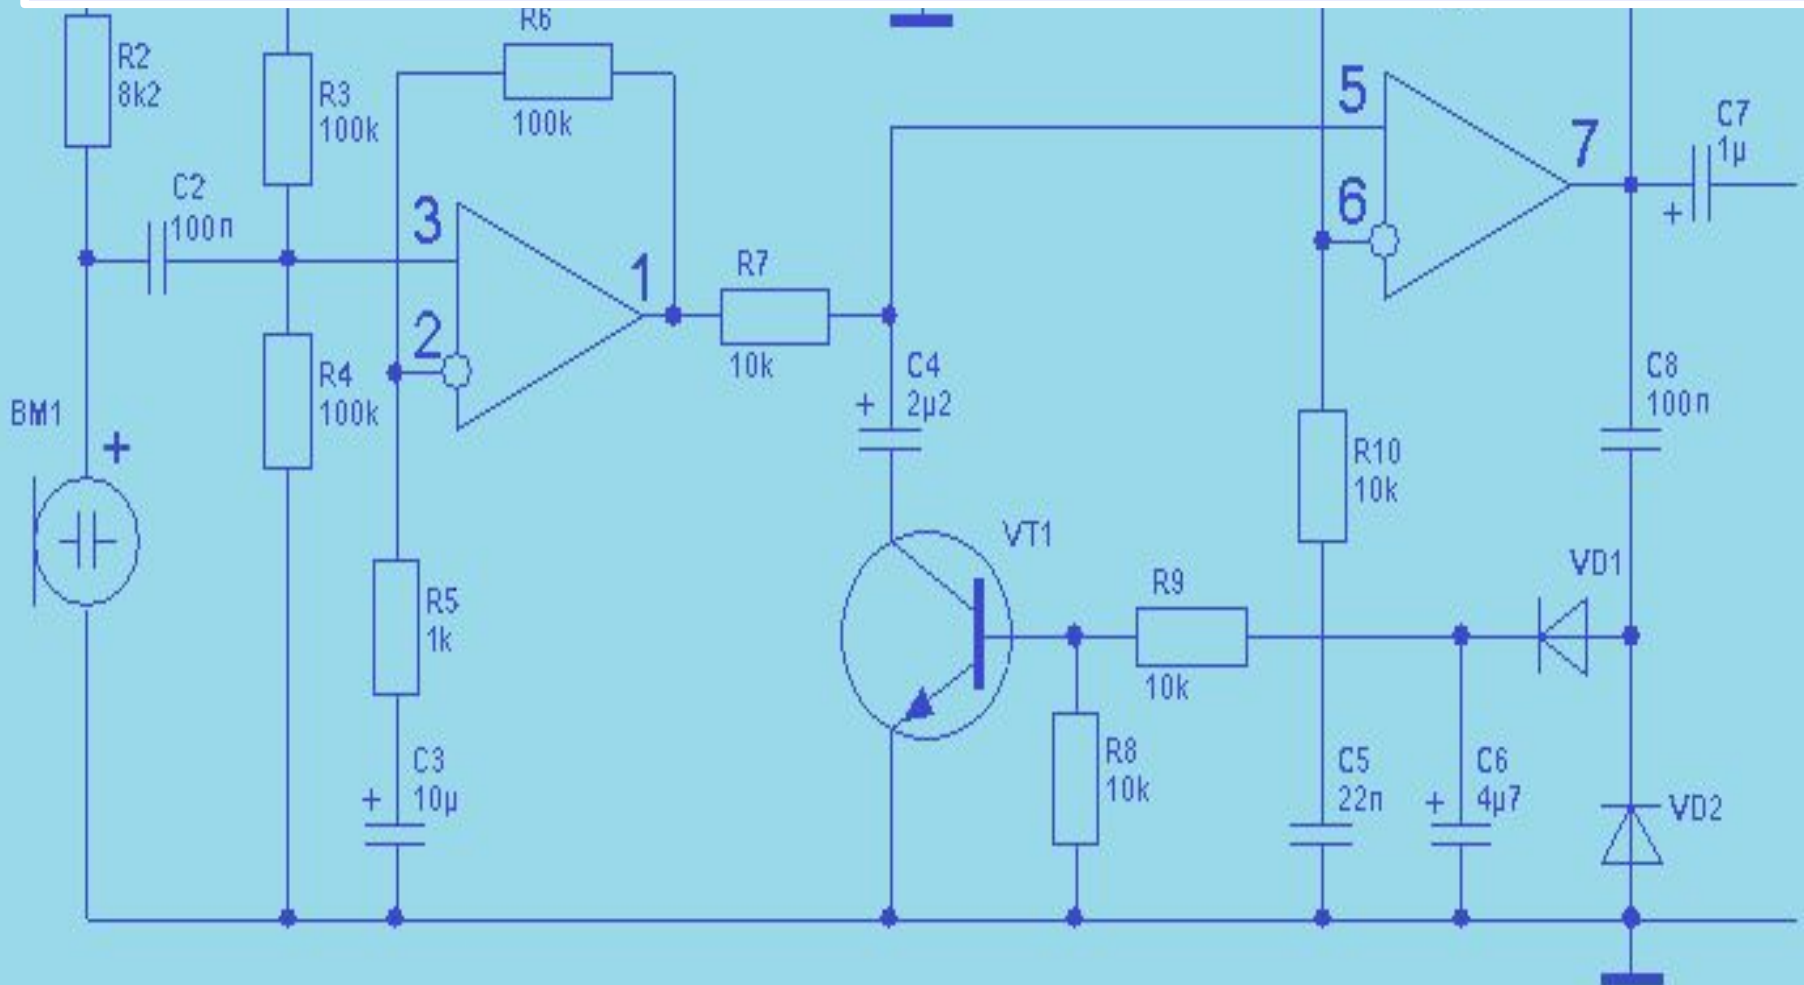 R6
R2
8k2
R3
100k
100k
5
7
C7
1µ
+
C2
100n
3
6
1
R7
10k
2
R4
100k
C4
2µ2
+
C8
100n
BM1
+
R10
10k
VT1
VD1
R5
1k
R9
10k
C3
10µ
+
R8
10k
C5
22n
C6
4µ7
+
VD2